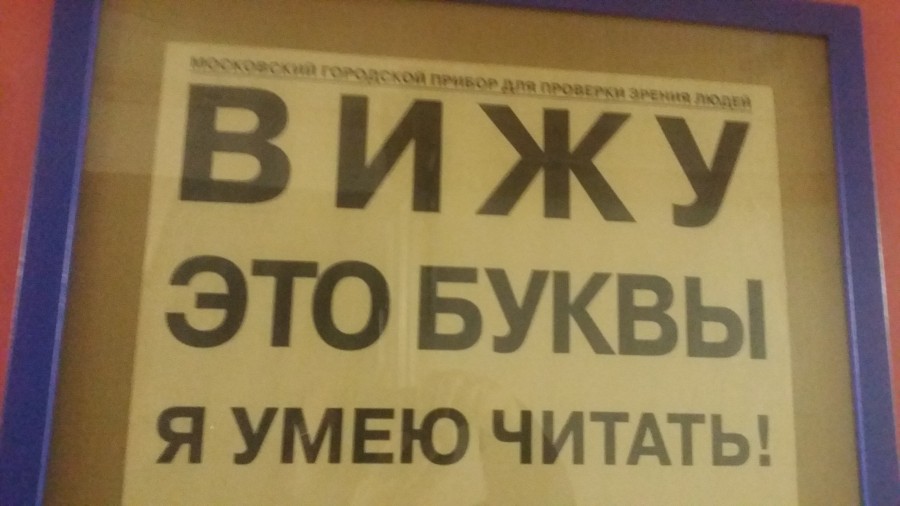 МОСКОВСКИЙ ГОРОДСКОЙ ПРИБОР ДЛЯ ПРОВЕРКИ ЗРЕНИЯ ЛЮДЕЙ
ВИЖУ
ЭТО БУКВЫ
Я УМЕЮ ЧИТАТЬ!